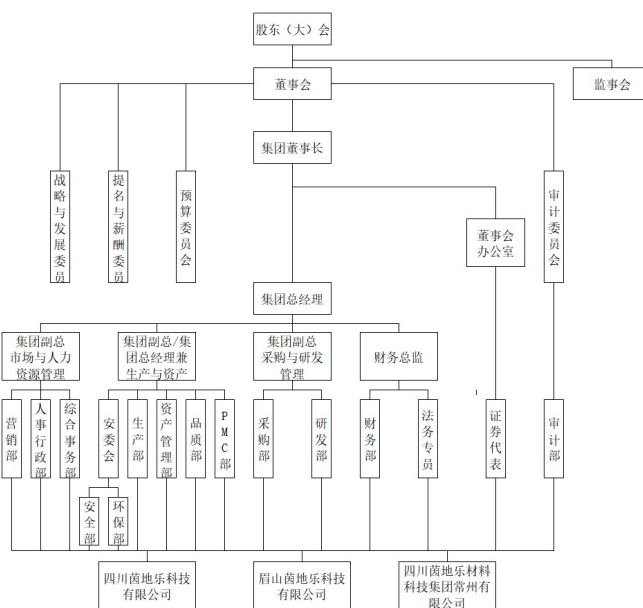 股东（大）会
董事会
监事会
集团董事长
战略与发展委员
提名与薪酬委员
预算委员会
审计委员会
董事会
办公室
集团总经理
集团副总
市场与人力
资源管理
集团副总/集
团总经理兼
生产与资产
集团副总
采购与研发
管理
财务总监
营销部
人事行政部
综合事务部
安委会
生产部
资产管理部
品质部
PMC部
采购部
研发部
财务部
法务专员
证券代表
审计部
安全部
环保部
四川茵地乐科技
有限公司
眉山茵地乐科技
有限公司
四川茵地乐材料
科技集团常州有
限公司